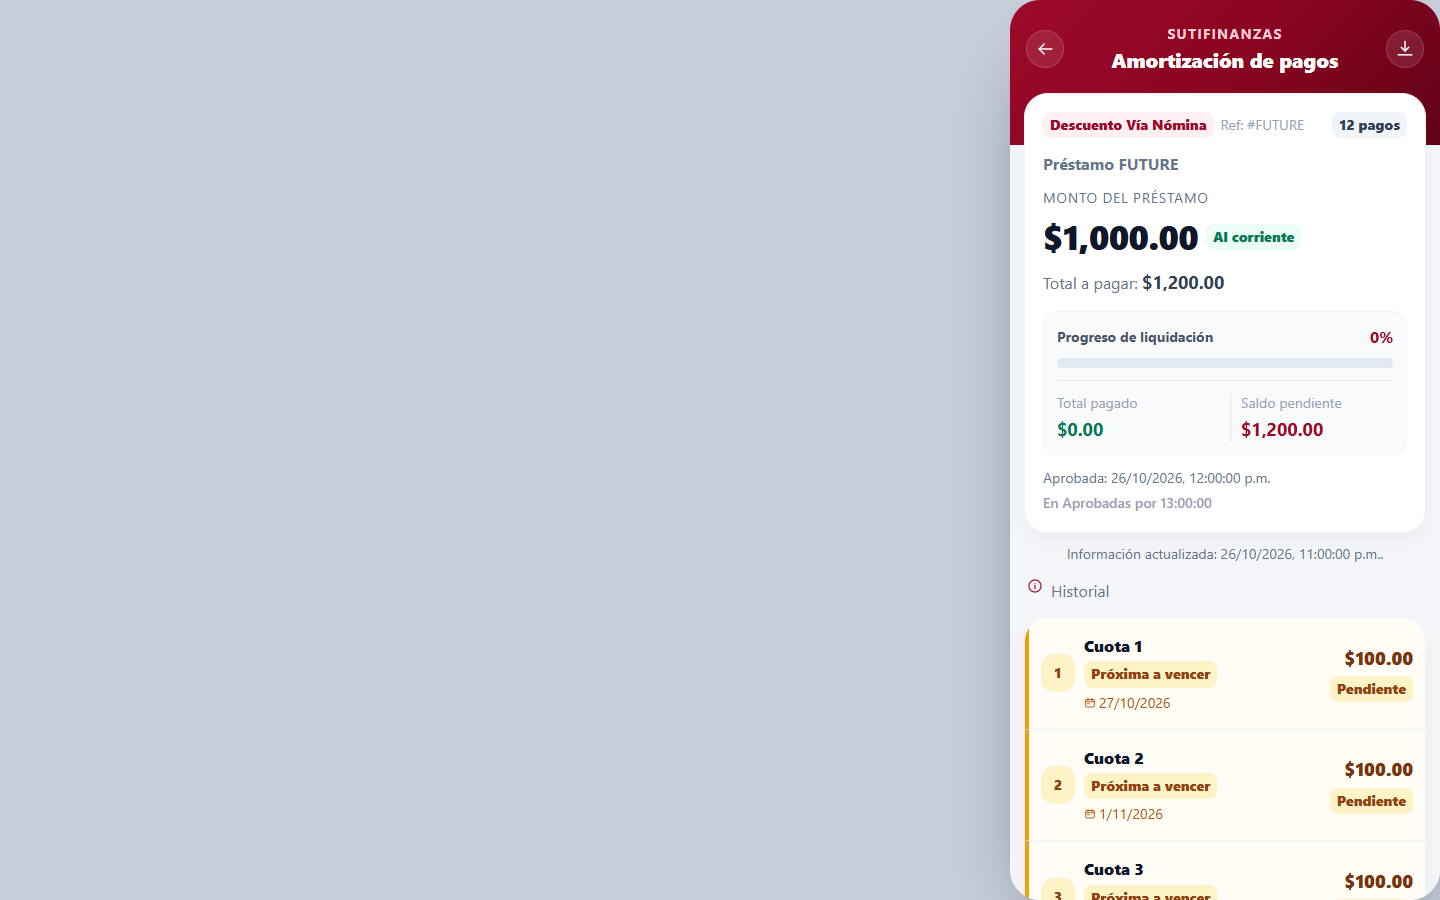 SUTIFINANZAS
Amortización de pagos
Descuento Vía Nómina Ref: #FUTURE 12 pagos
Préstamo FUTURE
MONTO DEL PRÉSTAMO
$1,000.00 Al corriente
Total a pagar: $1,200.00
Progreso de liquidación 0%
Total pagado Saldo pendiente
$0.00 $1,200.00
Aprobada: 26/10/2026, 12:00:00 p.m.
En Aprobadas por 13:00:00
Información actualizada: 26/10/2026, 11:00:00 p.m..
Historial
Cuota 1
1 Próxima a vencer $100.00
27/10/2026 Pendiente
Cuota 2
2 Próxima a vencer $100.00
1/11/2026 Pendiente
Cuota 3
3 Próxima a vencer $100.00